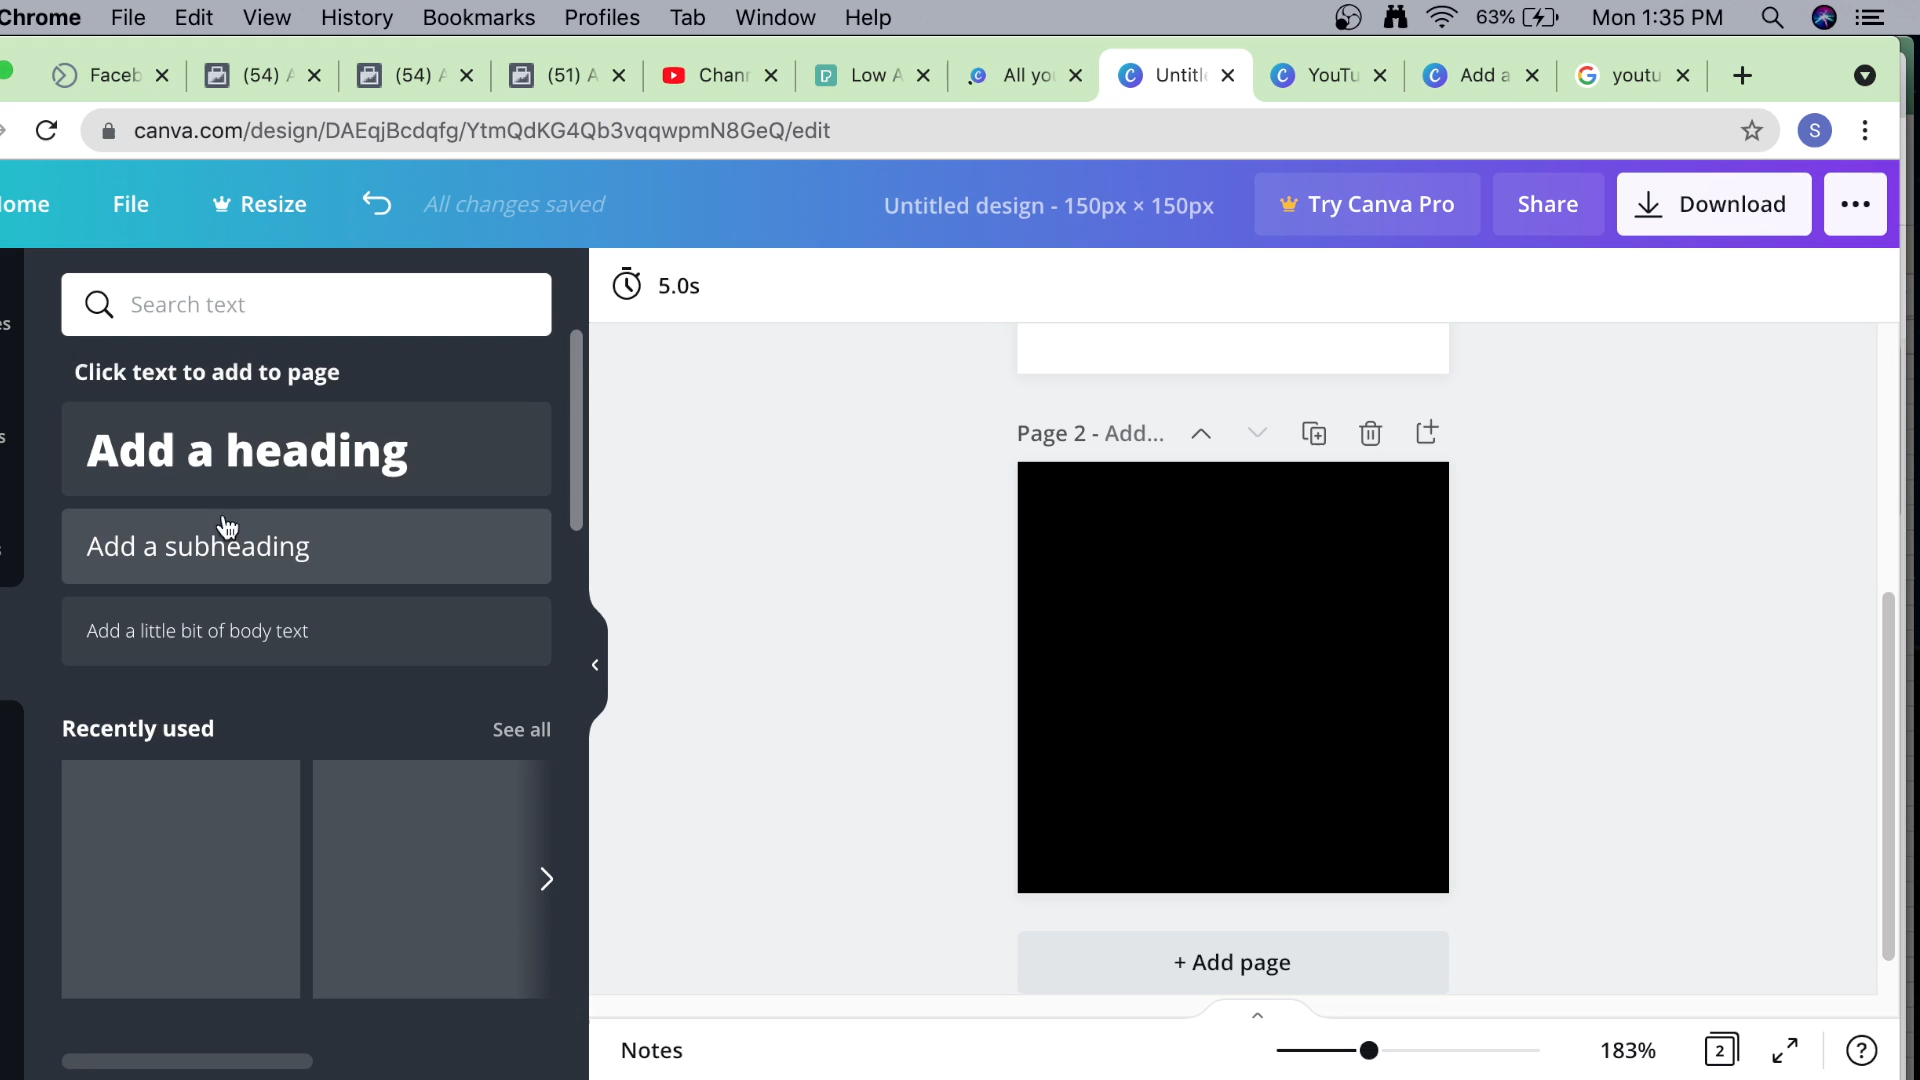 Chrome File Edit View History Bookmarks Profiles Tab Window Help 63% Mon 1:35 PM
Faceb (54) A (54) A (51) A Chann Low A All yo Untitl YouTu Add a youtu
canva.com/design/DAEqjBcdqfg/YtmQdKG4Qb3vqqwpmN8GeQ/edit S
ome File Resize All changes saved Untitled design - 150px × 150px Try Canva Pro Share Download
Search text
5.0s
es
Click text to add to page
Add a heading
s
Page 2 - Add...
Add a subheading
s
Add a little bit of body text
Recently used See all
+ Add page
Notes 183% 2 ?